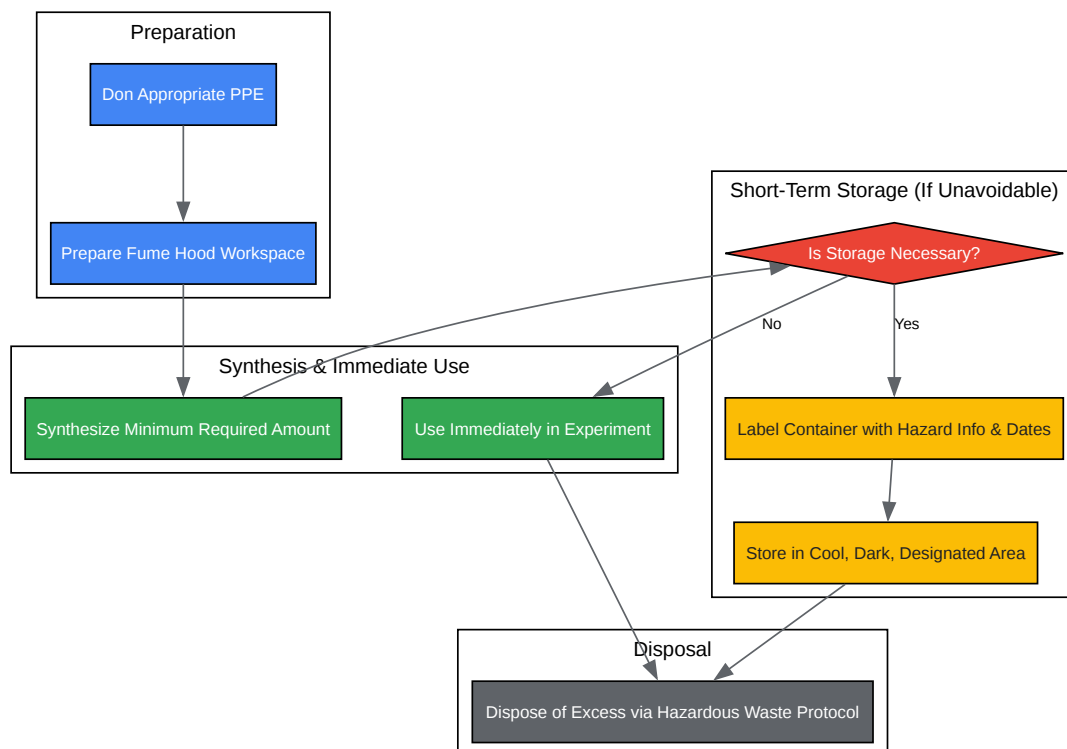 Preparation
Don Appropriate PPE
Prepare Fume Hood Workspace
Short-Term Storage (If Unavoidable)
Is Storage Necessary?
No
Yes
Synthesis & Immediate Use
Synthesize Minimum Required Amount
Use Immediately in Experiment
Label Container with Hazard Info & Dates
Store in Cool, Dark, Designated Area
Disposal
Dispose of Excess via Hazardous Waste Protocol